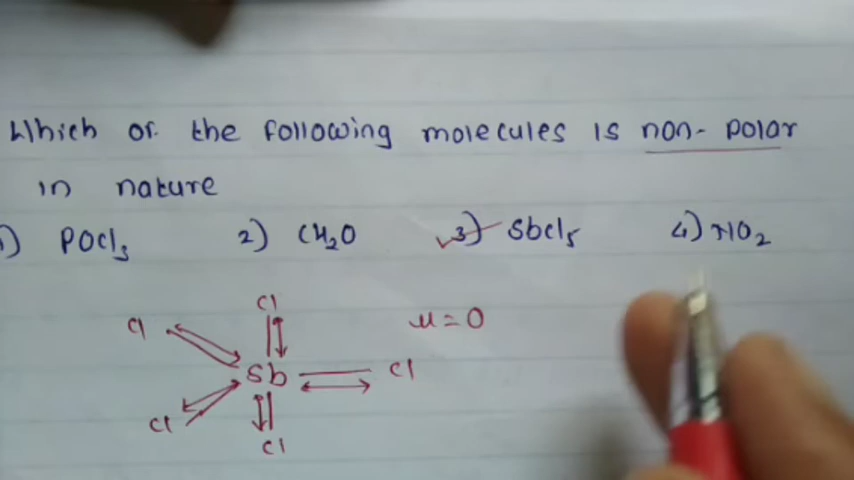 Which of the following molecules is non-polar
in nature
1) POCl₃ 2) CH₂O 3) SbCl₅ 4) NO₂
Cl
Cl
μ = 0
Sb
Cl
Cl
Cl